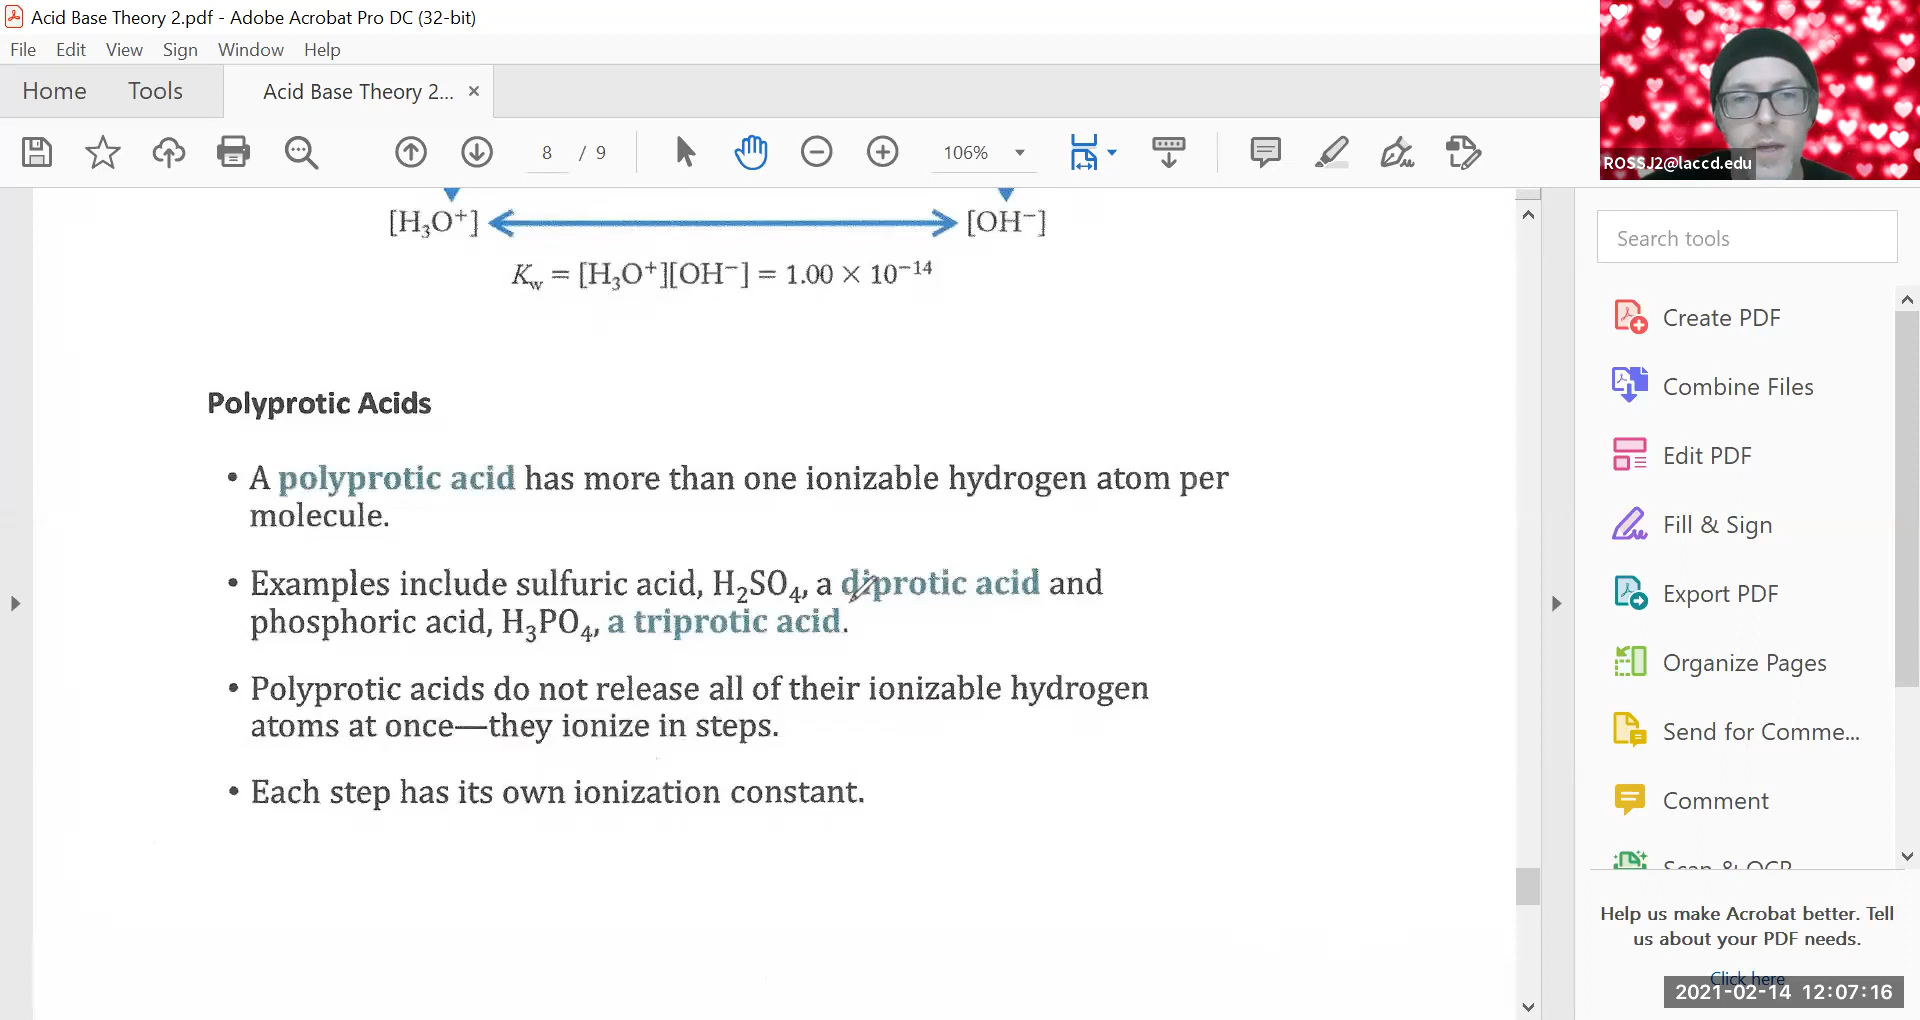 Acid Base Theory 2.pdf - Adobe Acrobat Pro DC (32-bit)
File Edit View Sign Window Help
Home Tools Acid Base Theory 2... ×
8 / 9 106%
ROSSJ2@laccd.edu
[H₃O⁺] [OH⁻]
K_w = [H₃O⁺][OH⁻] = 1.00 × 10⁻¹⁴
Polyprotic Acids
• A polyprotic acid has more than one ionizable hydrogen atom per
molecule.
• Examples include sulfuric acid, H₂SO₄, a diprotic acid and
phosphoric acid, H₃PO₄, a triprotic acid.
• Polyprotic acids do not release all of their ionizable hydrogen
atoms at once—they ionize in steps.
• Each step has its own ionization constant.
Search tools
Create PDF
Combine Files
Edit PDF
Fill & Sign
Export PDF
Organize Pages
Send for Comme...
Comment
Scan & OCR
Help us make Acrobat better. Tell
us about your PDF needs.
Click here
2021-02-14 12:07:16